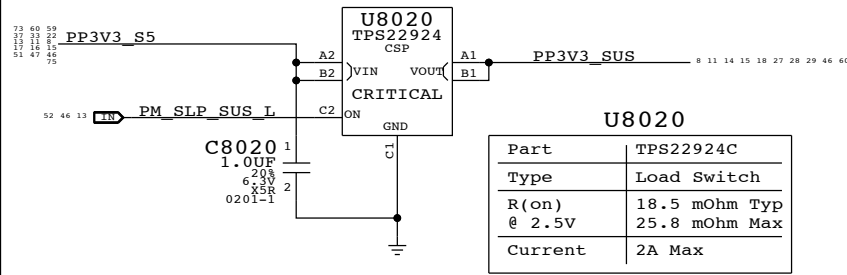 U8020
TPS22924
CSP
73 60 59
37 33 22
13 11 8
17 16 15
51 47 46
75
PP3V3_S5
A2
A1
PP3V3_SUS
8 11 14 15 18 27 28 29 46 60
B2
VIN
VOUT
B1
CRITICAL
52 46 13
IN
PM_SLP_SUS_L
C2
ON
GND
C1
C8020
1
1.0UF
20%
6.3V
X5R
2
0201-1
U8020
Part TPS22924C
Type Load Switch
R(on) 18.5 mOhm Typ
@ 2.5V 25.8 mOhm Max
Current 2A Max